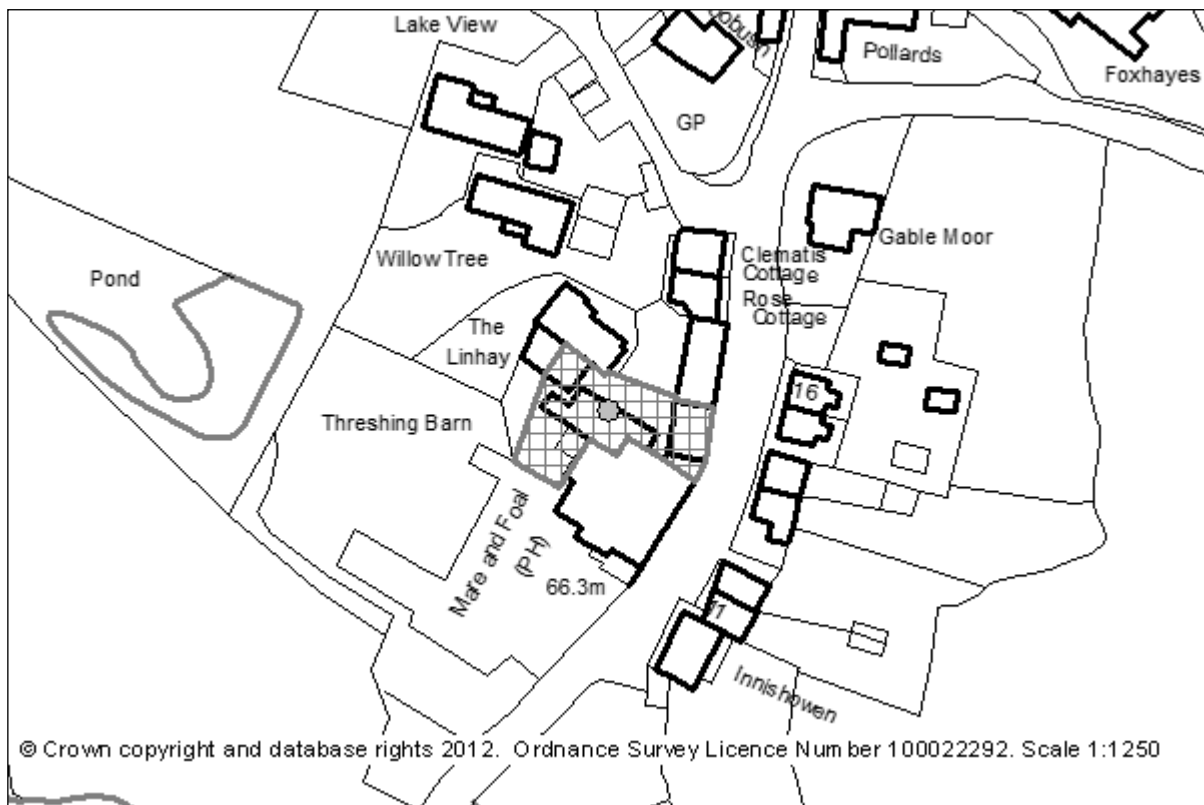 Lake View
Pollards
Foxhayes
GP
Gable Moor
Clematis
Cottage
Willow Tree
Pond
Rose
Cottage
The
Linhay
16
Threshing Barn
Mare and Foal
(PH)
66.3m
11
Innishowen
© Crown copyright and database rights 2012. Ordnance Survey Licence Number 100022292. Scale 1:1250